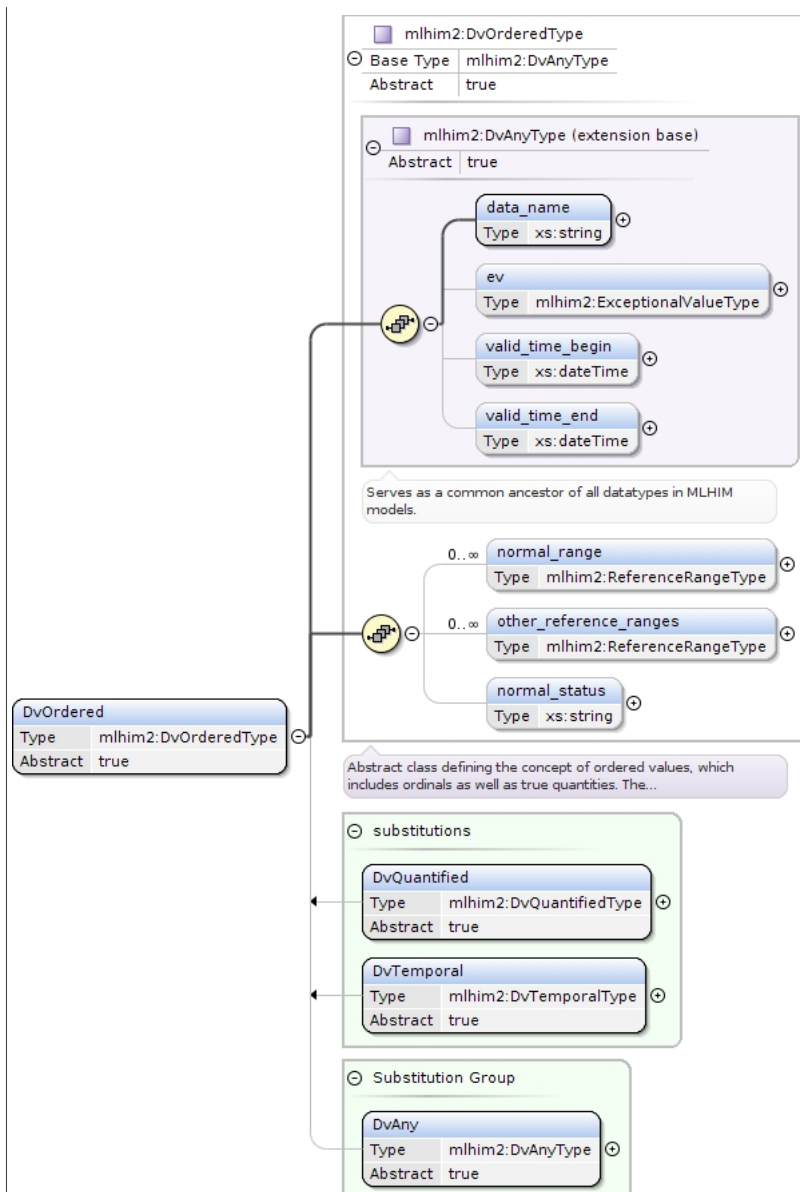 mlhim2:DvOrderedType
Base Type mlhim2:DvAnyType
Abstract true
mlhim2:DvAnyType (extension base)
Abstract true
data_name
Type xs:string
ev
Type mlhim2:ExceptionalValueType
valid_time_begin
Type xs:dateTime
valid_time_end
Type xs:dateTime
Serves as a common ancestor of all datatypes in MLHIM
models.
0..∞ normal_range
Type mlhim2:ReferenceRangeType
0..∞ other_reference_ranges
Type mlhim2:ReferenceRangeType
normal_status
Type xs:string
DvOrdered
Type mlhim2:DvOrderedType
Abstract true
Abstract class defining the concept of ordered values, which
includes ordinals as well as true quantities. The...
substitutions
DvQuantified
Type mlhim2:DvQuantifiedType
Abstract true
DvTemporal
Type mlhim2:DvTemporalType
Abstract true
Substitution Group
DvAny
Type mlhim2:DvAnyType
Abstract true